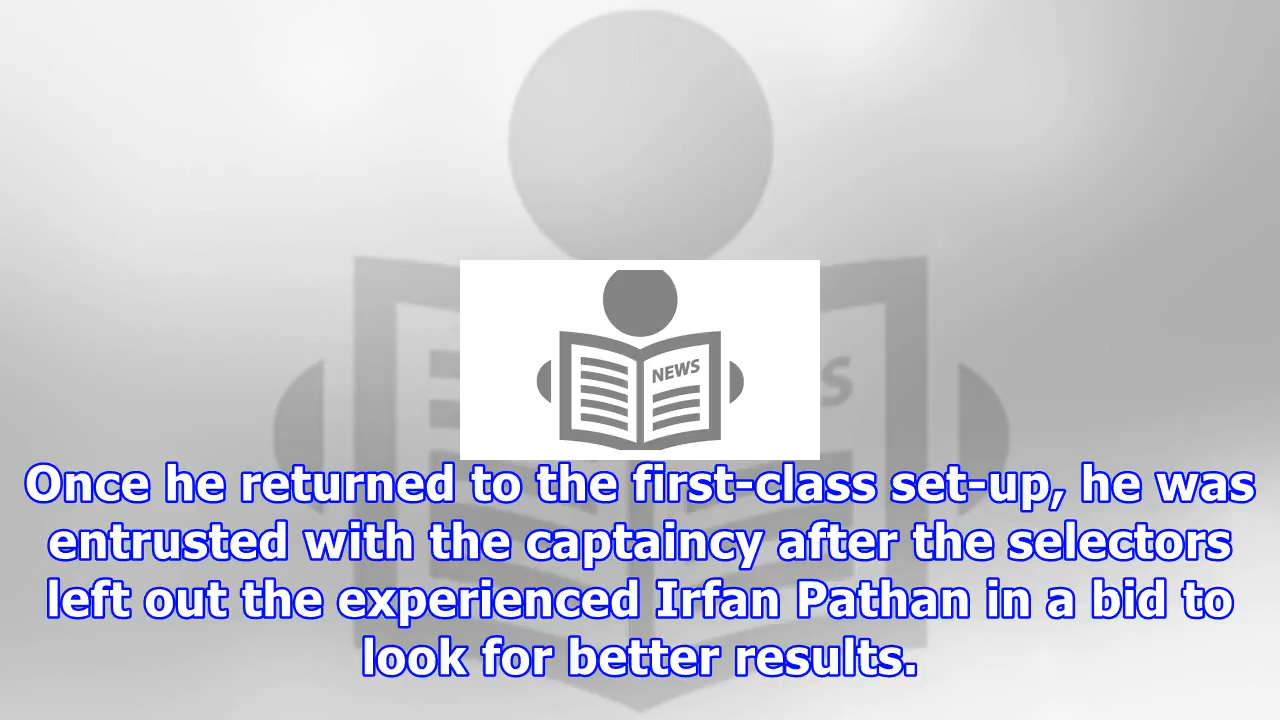 NEWS
S
Once he returned to the first-class set-up, he was
entrusted with the captaincy after the selectors
left out the experienced Irfan Pathan in a bid to
look for better results.